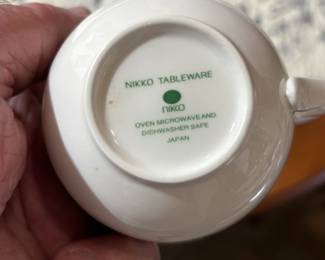 NIKKO TABLEWARE
NIKKO
OVEN MICROWAVE AND
DISHWASHER SAFE
JAPAN